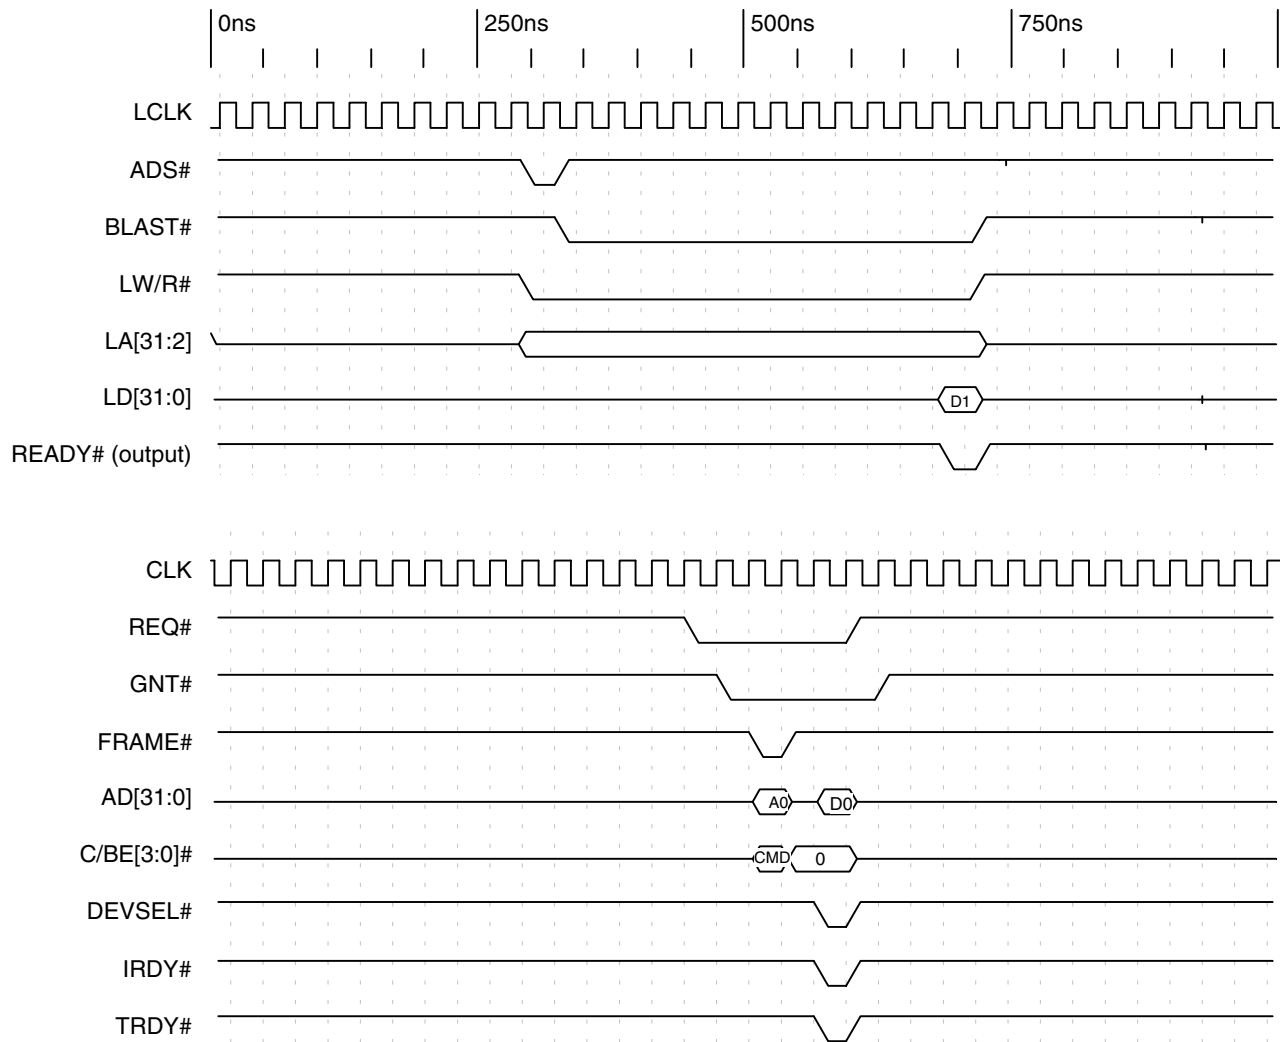 0ns 250ns 500ns 750ns
LCLK
ADS#
BLAST#
LW/R#
LA[31:2]
LD[31:0] D1
READY# (output)
CLK
REQ#
GNT#
FRAME#
AD[31:0] A0 D0
C/BE[3:0]# CMD 0
DEVSEL#
IRDY#
TRDY#